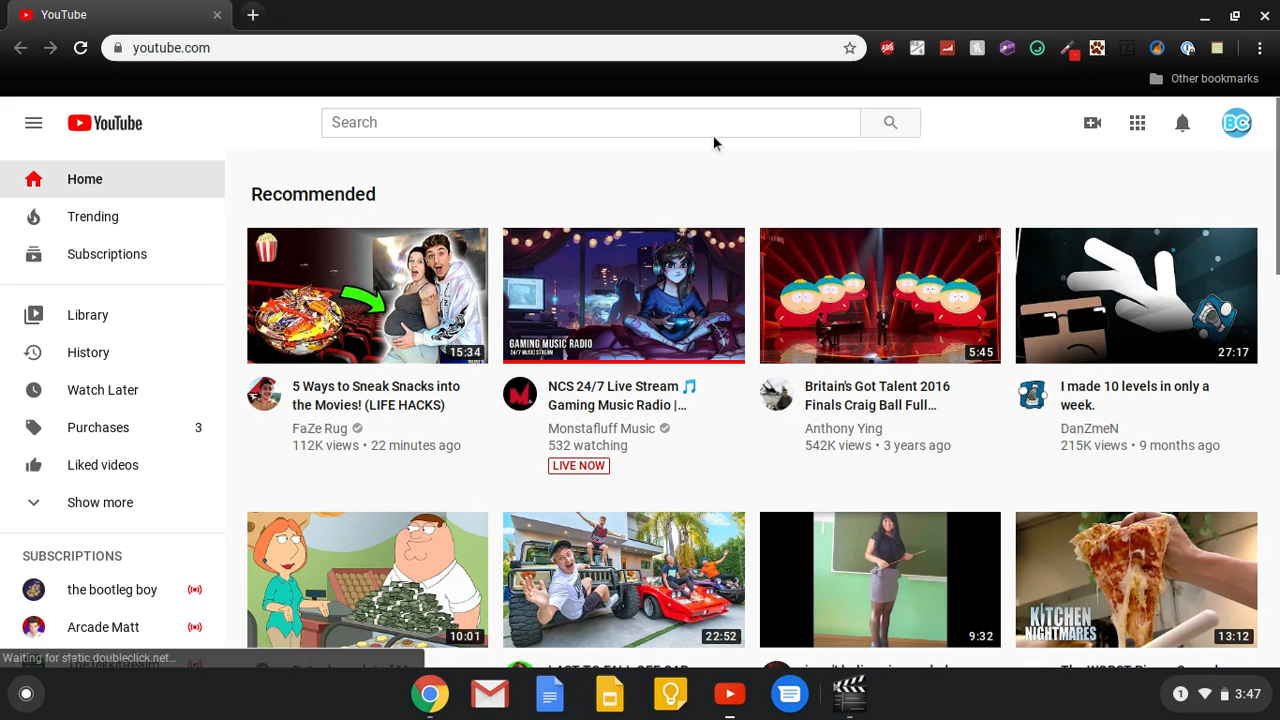 YouTube
youtube.com
Other bookmarks
YouTube
Search
Home
Trending
Subscriptions
Library
History
Watch Later
Purchases 3
Liked videos
Show more
SUBSCRIPTIONS
the bootleg boy
Arcade Matt
Recommended
15:34
5 Ways to Sneak Snacks into
the Movies! (LIFE HACKS)
FaZe Rug
112K views • 22 minutes ago
GAMING MUSIC RADIO
24/7 MUSIC STREAM
NCS 24/7 Live Stream 🎵
Gaming Music Radio |...
Monstafluff Music
532 watching
LIVE NOW
5:45
Britain's Got Talent 2016
Finals Craig Ball Full...
Anthony Ying
542K views • 3 years ago
27:17
I made 10 levels in only a
week.
DanZmeN
215K views • 9 months ago
10:01
22:52
9:32
KITCHEN
NIGHTMARES
13:12
Waiting for static.doubleclick.net...
1
3:47